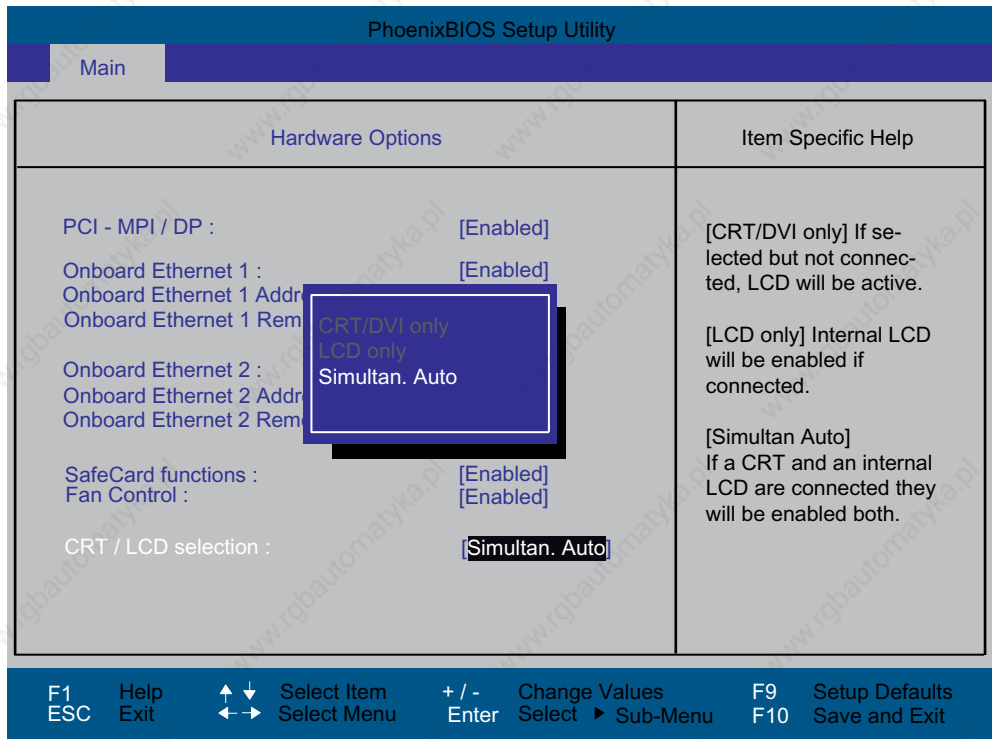 PhoenixBIOS Setup Utility
Main
Hardware Options
Item Specific Help
PCI - MPI / DP : [Enabled]
Onboard Ethernet 1 : [Enabled]
Onboard Ethernet 1 Addr
Onboard Ethernet 1 Rem
Onboard Ethernet 2 :
Onboard Ethernet 2 Addr
Onboard Ethernet 2 Rem
CRT/DVI only
LCD only
Simultan. Auto
SafeCard functions : [Enabled]
Fan Control : [Enabled]
CRT / LCD selection : [Simultan. Auto]
[CRT/DVI only] If se-
lected but not connec-
ted, LCD will be active.
[LCD only] Internal LCD
will be enabled if
connected.
[Simultan Auto]
If a CRT and an internal
LCD are connected they
will be enabled both.
F1 Help Select Item + / - Change Values F9 Setup Defaults
ESC Exit Select Menu Enter Select Sub-Menu F10 Save and Exit
www.rgbautomatyka.pl